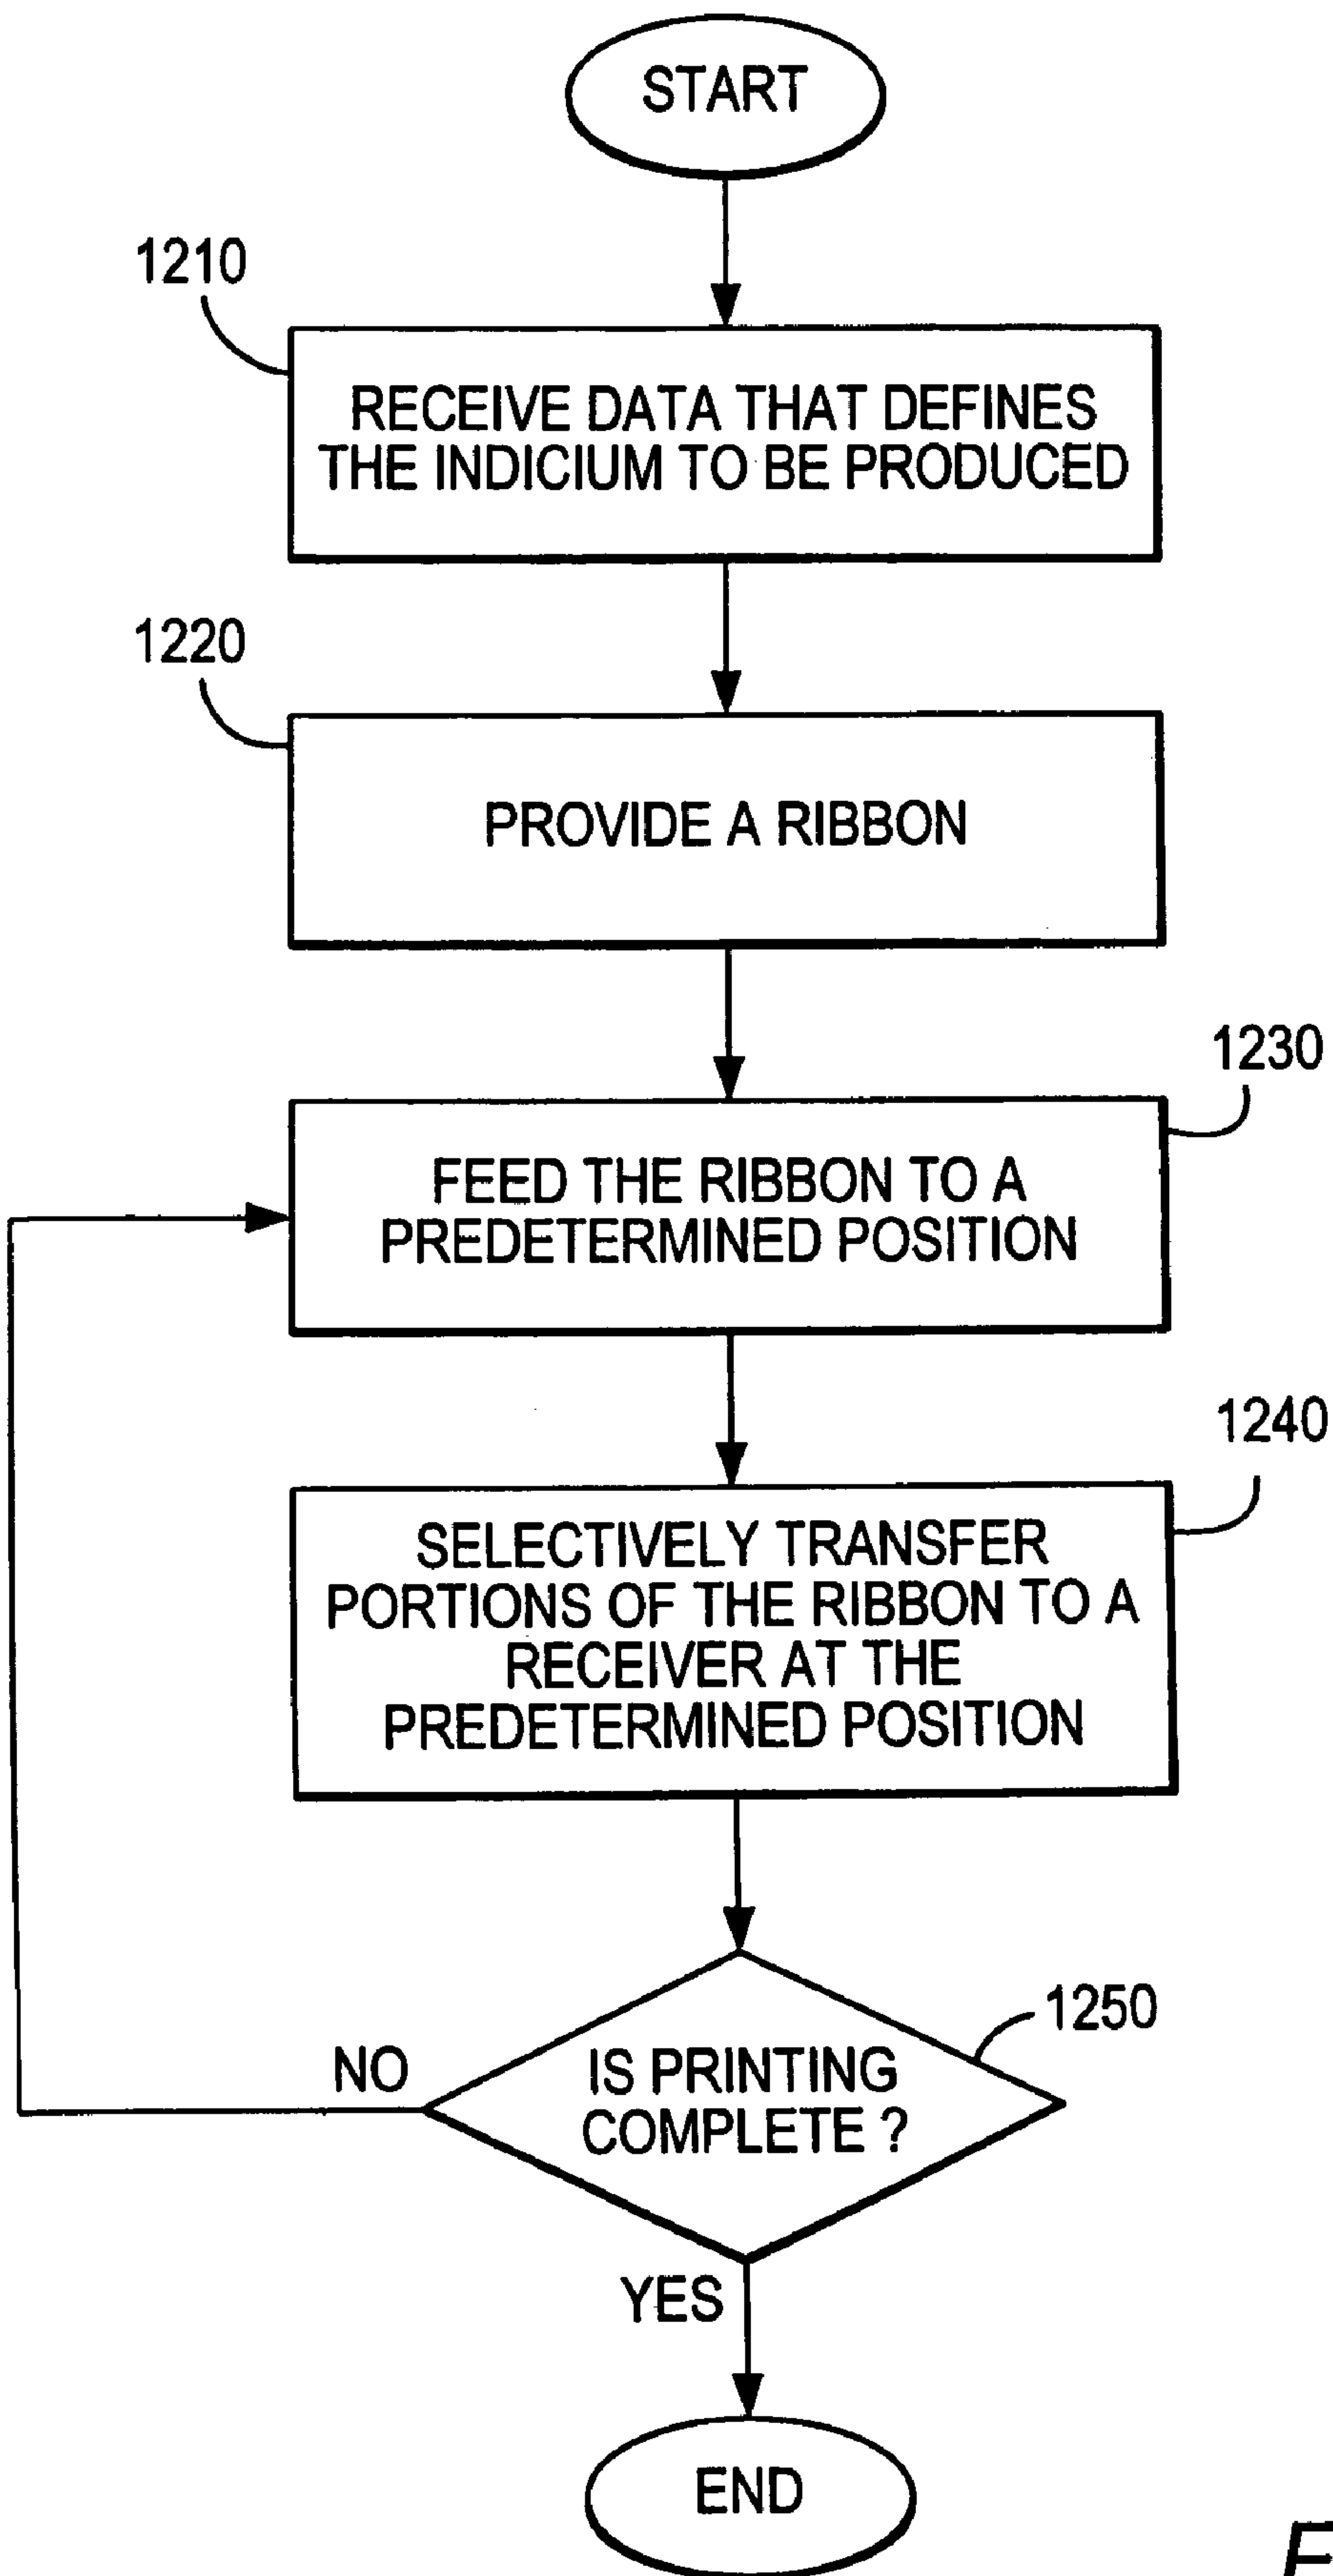 START
1210
RECEIVE DATA THAT DEFINES
THE INDICIUM TO BE PRODUCED
1220
PROVIDE A RIBBON
1230
FEED THE RIBBON TO A
PREDETERMINED POSITION
1240
SELECTIVELY TRANSFER
PORTIONS OF THE RIBBON TO A
RECEIVER AT THE
PREDETERMINED POSITION
1250
IS PRINTING
COMPLETE ?
NO
YES
END